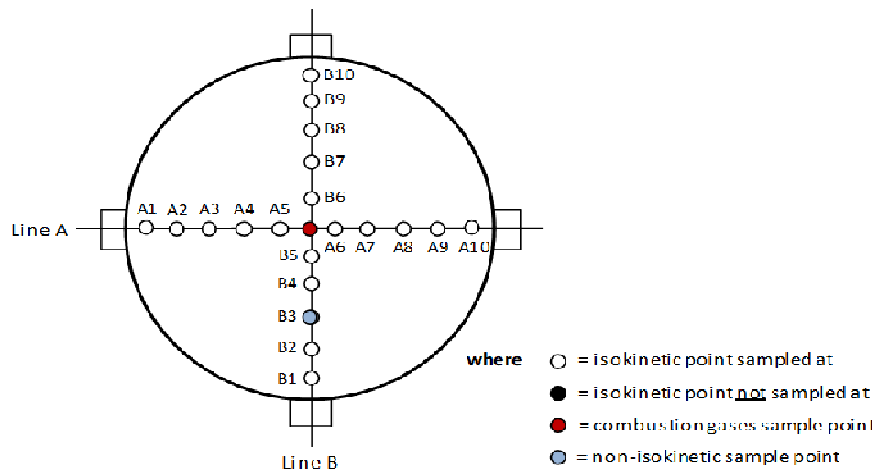 B10
B9
B8
B7
B6
A1 A2 A3 A4 A5
Line A
A6 A7 A8 A9 A10
B5
B4
B3
B2
B1
Line B
where
= isokinetic point sampled at
= isokinetic point not sampled at
= combustion gases sample point
= non-isokinetic sample point